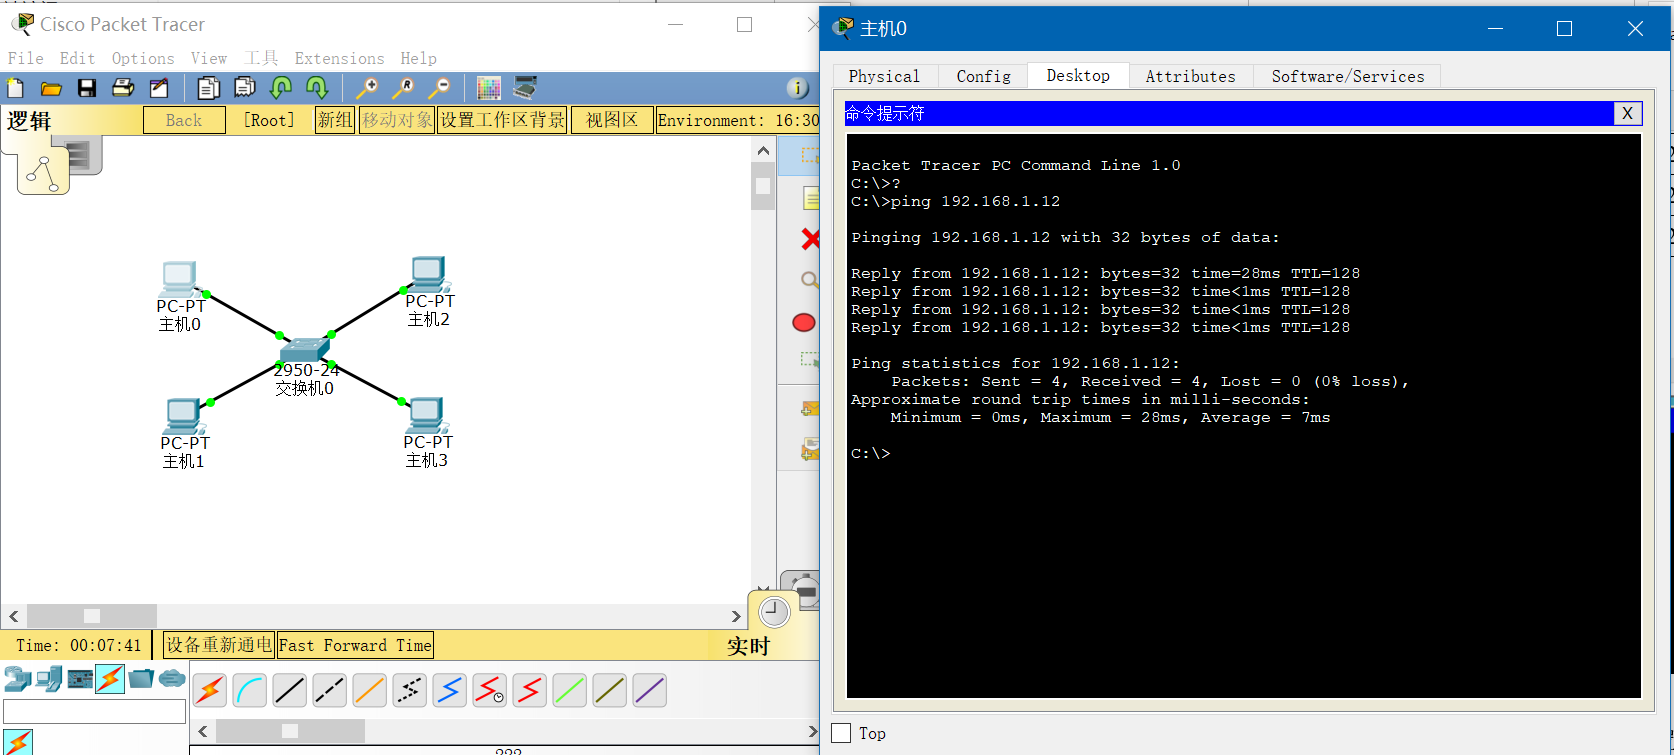 Cisco Packet Tracer
File Edit Options View 工具 Extensions Help
逻辑 Back [Root] 新组 移动对象 设置工作区背景 视图区 Environment: 16:30
PC-PT
主机0
PC-PT
主机2
2950-24
交换机0
PC-PT
主机1
PC-PT
主机3
Time: 00:07:41 设备重新通电 Fast Forward Time 实时
???
主机0
Physical Config Desktop Attributes Software/Services
命令提示符 X
Packet Tracer PC Command Line 1.0
C:\>?
C:\>ping 192.168.1.12
Pinging 192.168.1.12 with 32 bytes of data:
Reply from 192.168.1.12: bytes=32 time=28ms TTL=128
Reply from 192.168.1.12: bytes=32 time<1ms TTL=128
Reply from 192.168.1.12: bytes=32 time<1ms TTL=128
Reply from 192.168.1.12: bytes=32 time<1ms TTL=128
Ping statistics for 192.168.1.12:
Packets: Sent = 4, Received = 4, Lost = 0 (0% loss),
Approximate round trip times in milli-seconds:
Minimum = 0ms, Maximum = 28ms, Average = 7ms
C:\>
Top